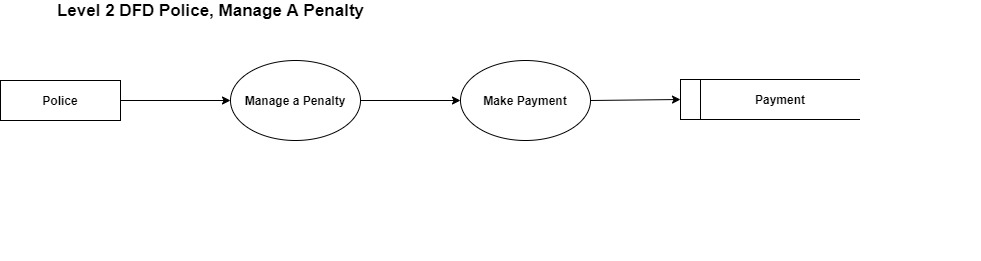 Level 2 DFD Police, Manage A Penalty
Police
Manage a Penalty
Make Payment
Payment